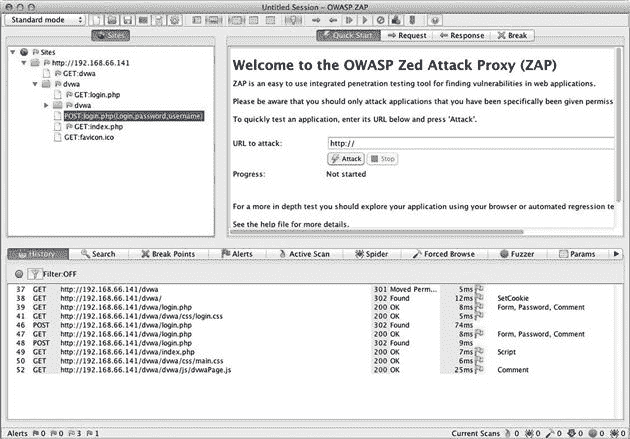 Untitled Session - OWASP ZAP
Standard mode
Sites
Quick Start
Request
Response
Break
Sites
http://192.168.66.141
GET:dvwa
dvwa
GET:login.php
dvwa
POST:login.php(Login,password,username)
GET:index.php
GET:favicon.ico
Welcome to the OWASP Zed Attack Proxy (ZAP)
ZAP is an easy to use integrated penetration testing tool for finding vulnerabilities in web applications.
Please be aware that you should only attack applications that you have been specifically been given permiss
To quickly test an application, enter its URL below and press 'Attack'.
URL to attack: http://
Attack Stop
Progress: Not started
For a more in depth test you should explore your application using your browser or automated regression te
See the help file for more details.
History Search Break Points Alerts Active Scan Spider Forced Browse Fuzzer Params
Filter:OFF
37 GET http://192.168.66.141/dvwa 301 Moved Perm... 5ms
38 GET http://192.168.66.141/dvwa/ 302 Found 12ms SetCookie
39 GET http://192.168.66.141/dvwa/login.php 200 OK 8ms Form, Password, Comment
41 GET http://192.168.66.141/dvwa/dvwa/css/login.css 200 OK 5ms
46 POST http://192.168.66.141/dvwa/login.php 302 Found 74ms
47 GET http://192.168.66.141/dvwa/login.php 200 OK 8ms Form, Password, Comment
48 POST http://192.168.66.141/dvwa/login.php 302 Found 9ms
49 GET http://192.168.66.141/dvwa/index.php 200 OK 7ms Script
50 GET http://192.168.66.141/dvwa/dvwa/css/main.css 200 OK 6ms
52 GET http://192.168.66.141/dvwa/dvwa/js/dvwaPage.js 200 OK 25ms Comment
Alerts 0 0 3 1 Current Scans 0 0 0 0 0 0